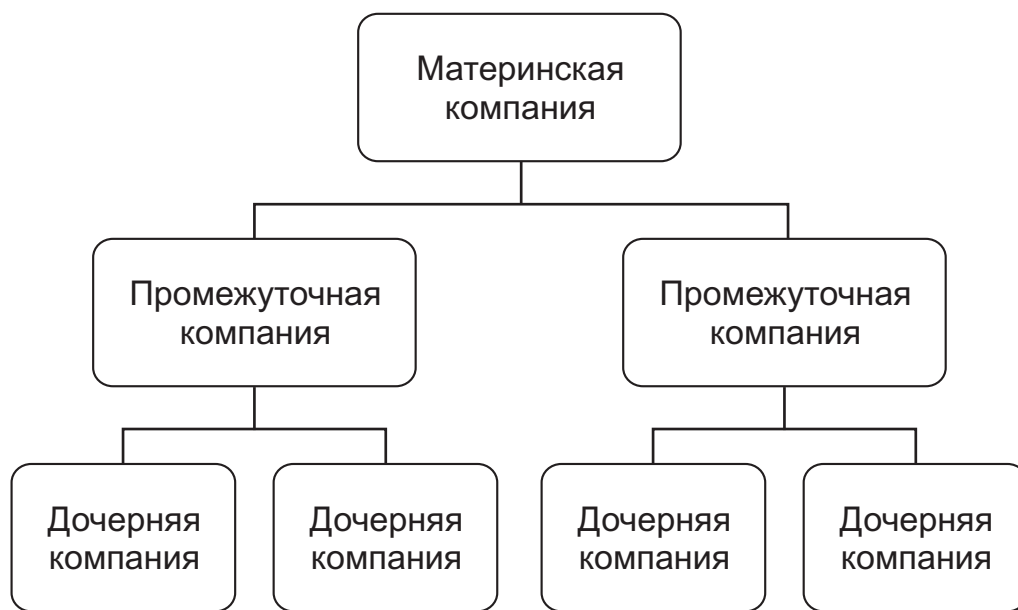 Материнская
компания
Промежуточная
компания
Промежуточная
компания
Дочерняя
компания
Дочерняя
компания
Дочерняя
компания
Дочерняя
компания